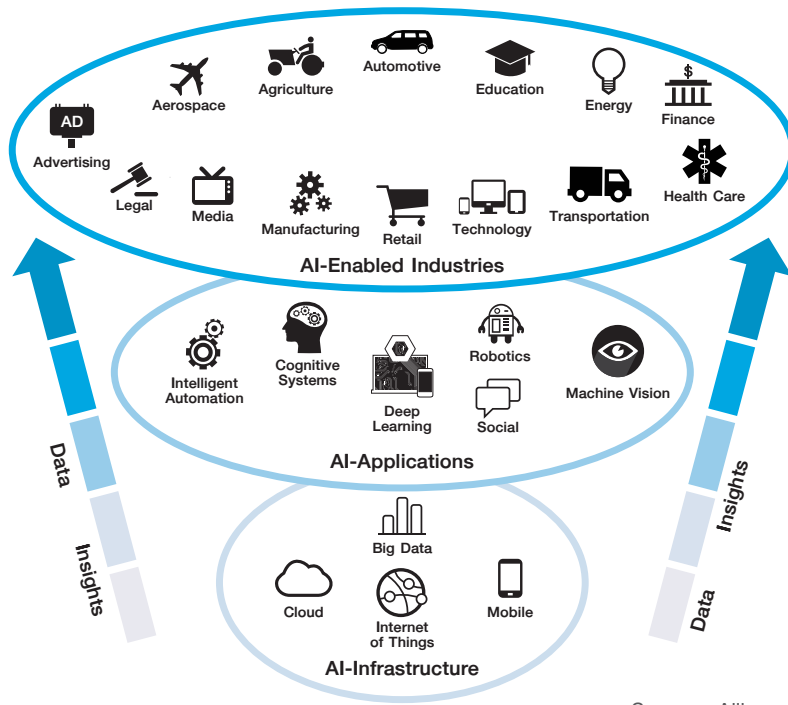 Automotive
Aerospace
Agriculture
Education
Energy
$
Finance
AD
Advertising
Legal
Media
Manufacturing
Retail
Technology
Transportation
Health Care
AI-Enabled Industries
Intelligent
Automation
Cognitive
Systems
Deep
Learning
Robotics
Social
Machine Vision
AI-Applications
Data
Insights
Insights
Data
Big Data
Cloud
Internet
of Things
Mobile
AI-Infrastructure